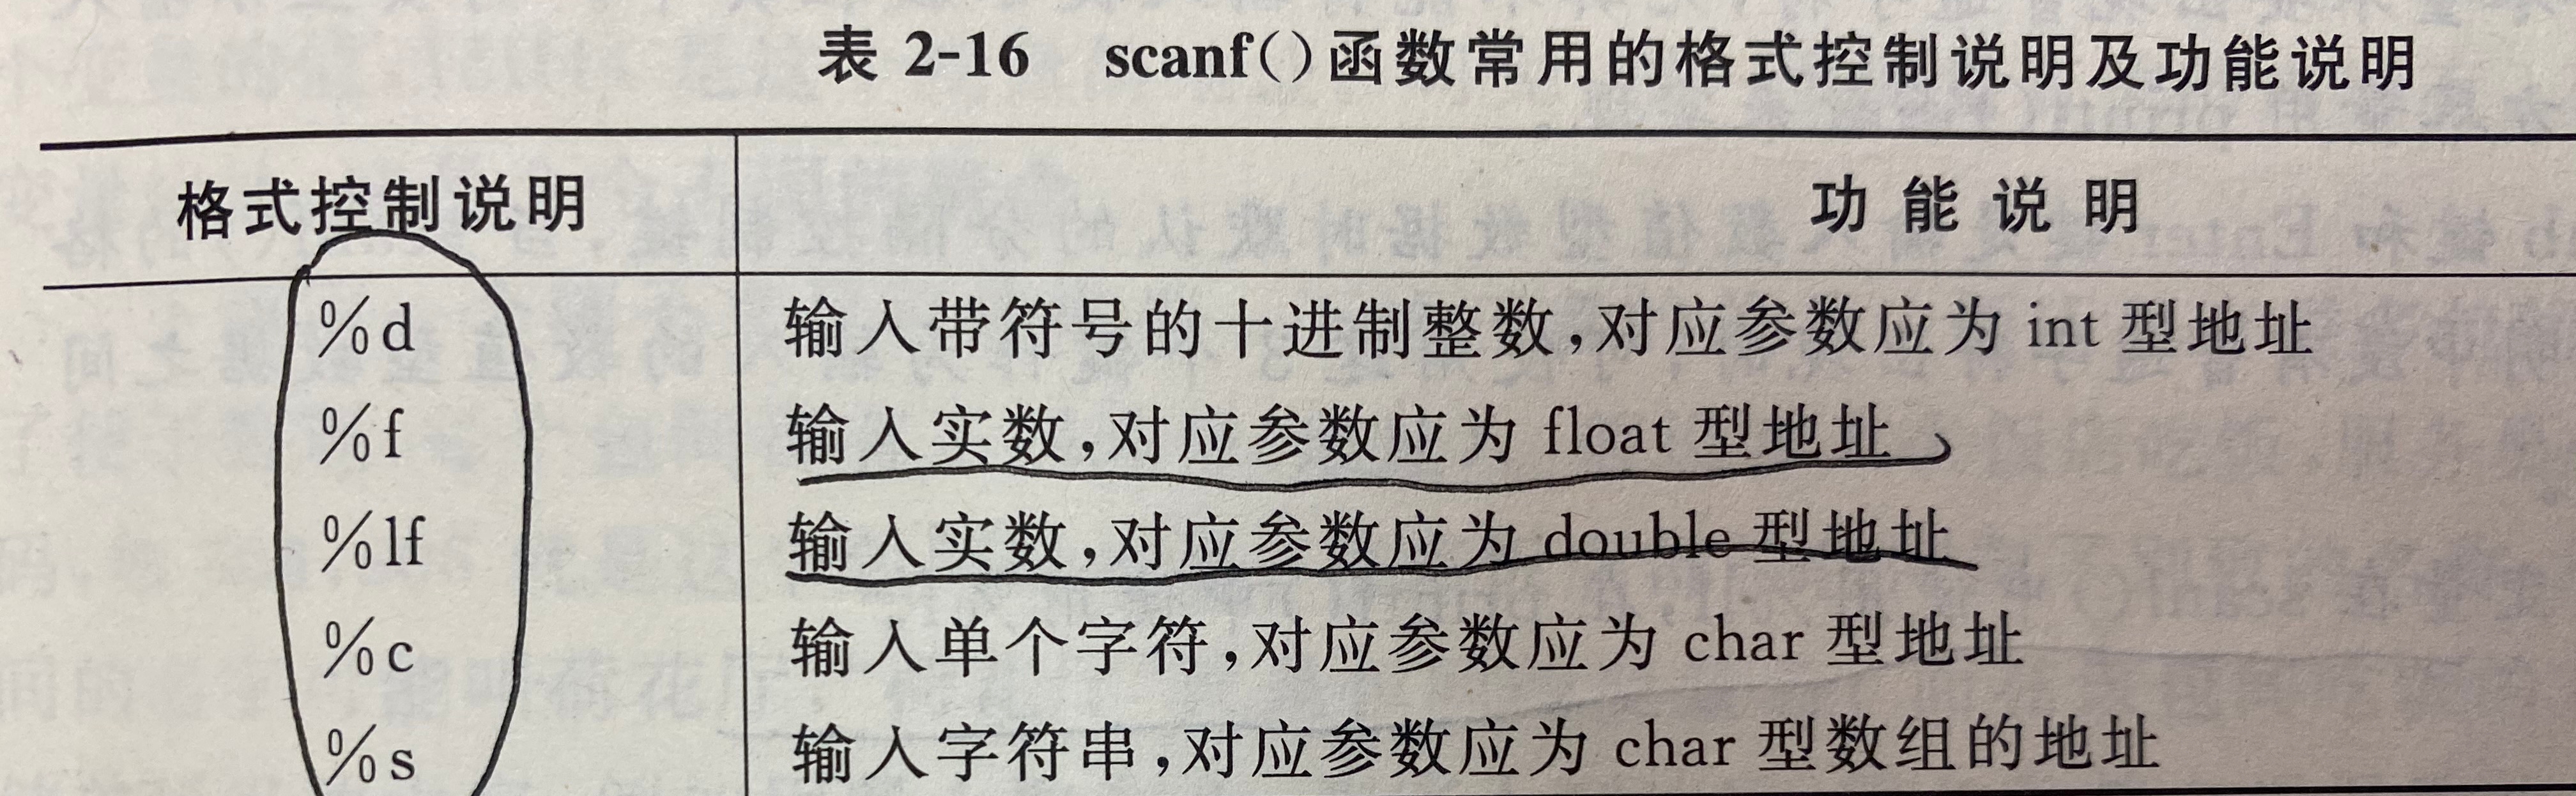 表 2-16 scanf()函数常用的格式控制说明及功能说明
格式控制说明 功能说明
%d 输入带符号的十进制整数,对应参数应为 int 型地址
%f 输入实数,对应参数应为 float 型地址
%lf 输入实数,对应参数应为 double 型地址
%c 输入单个字符,对应参数应为 char 型地址
%s 输入字符串,对应参数应为 char 型数组的地址